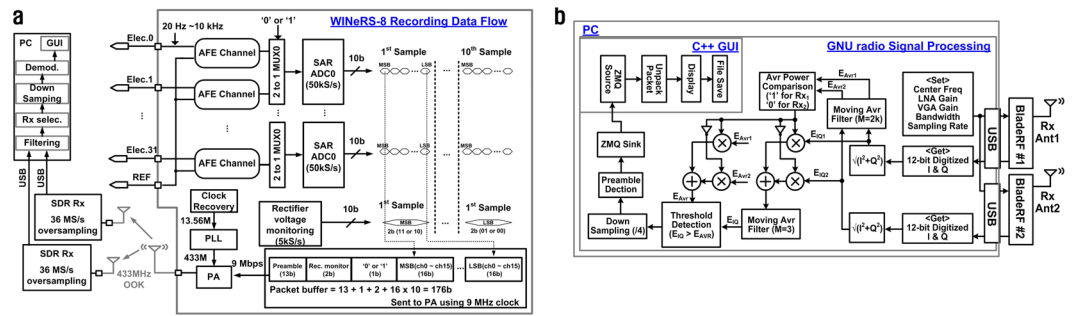 a
WINeRS-8 Recording Data Flow
PC
GUI
Demod.
Down
Samping
Rx selec.
Filtering
USB
USB
SDR Rx
36 MS/s
oversampling
SDR Rx
36 MS/s
oversampling
433MHz
OOK
Elec.0
20 Hz ~10 kHz
Elec.1
Elec.31
REF
AFE Channel
AFE Channel
AFE Channel
'0' or '1'
2 to 1 MUX0
2 to 1 MUX0
2 to 1 MUX0
SAR
ADC0
(50kS/s)
SAR
ADC0
(50kS/s)
10b
10b
1st Sample
10th Sample
MSB
LSB
MSB
LSB
MSB
LSB
MSB
LSB
Clock
Recovery
13.56M
PLL
433M
PA
9 Mbps
Rectifier
voltage
monitoring
(5kS/s)
10b
1st Sample
MSB
2b (11 or 10)
1st Sample
LSB
2b (01 or 00)
Preamble
(13b)
Rec. monitor
(2b)
'0' or '1'
(1b)
MSB(ch0 ~ ch15)
(16b)
...
LSB(ch0 ~ ch15)
(16b)
Packet buffer = 13 + 1 + 2 + 16 x 10 = 176b
Sent to PA using 9 MHz clock
b
PC
C++ GUI
GNU radio Signal Processing
ZMQ
Source
Unpack
Packet
Display
File Save
ZMQ Sink
Preamble
Dection
Down
Sampling (/4)
Avr Power
Comparison
('1' for Rx1
'0' for Rx2)
EAvr1
EAvr2
Moving Avr
Filter (M=2k)
EAvr1
EAvr2
EIQ1
EIQ2
EAvr
EIQ
Threshold
Detection
(EIQ > EAVR)
Moving Avr
Filter (M=3)
<Set>
Center Freq
LNA Gain
VGA Gain
Bandwidth
Sampling Rate
√(I2+Q2)
<Get>
12-bit Digitized
I & Q
√(I2+Q2)
<Get>
12-bit Digitized
I & Q
USB
USB
BladeRF #1
BladeRF #2
Rx
Ant1
Rx
Ant2